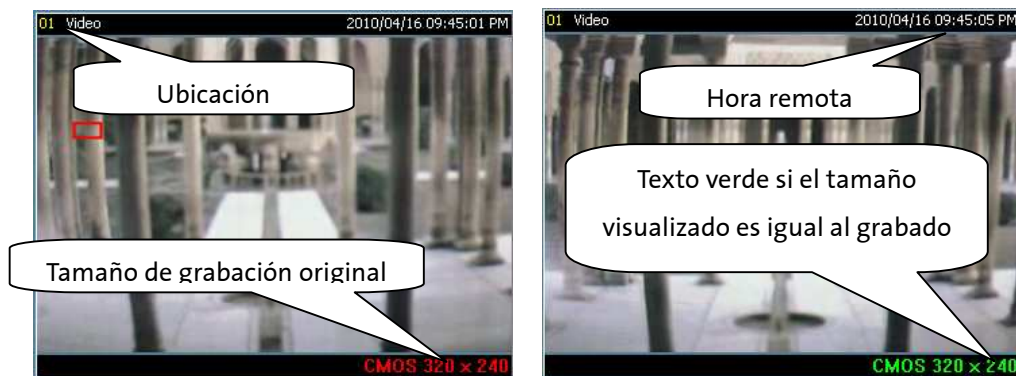 01 Video 2010/04/16 09:45:01 PM
Ubicación
Tamaño de grabación original
CMOS 320 x 240
01 Video 2010/04/16 09:45:05 PM
Hora remota
Texto verde si el tamaño
visualizado es igual al grabado
CMOS 320 x 240